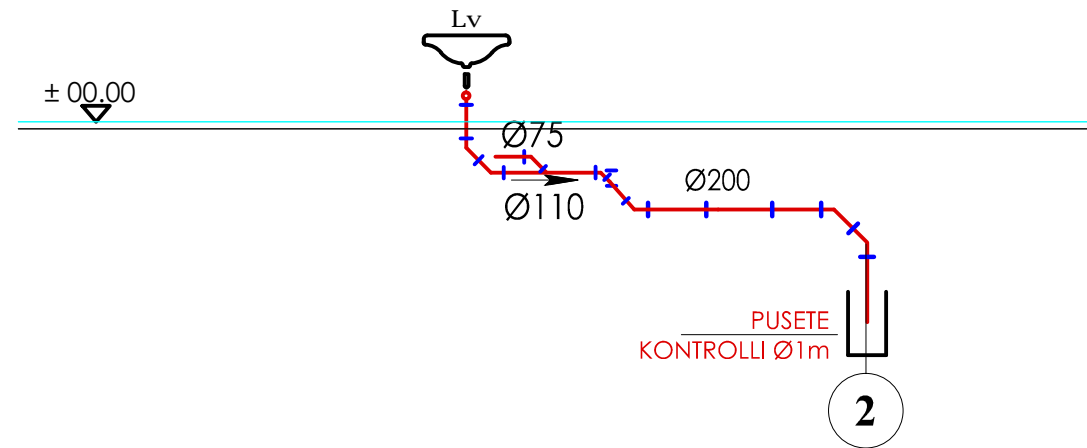 Lv
± 00.00
Ø75
Ø200
Ø110
PUSETE
KONTROLLI Ø1m
2